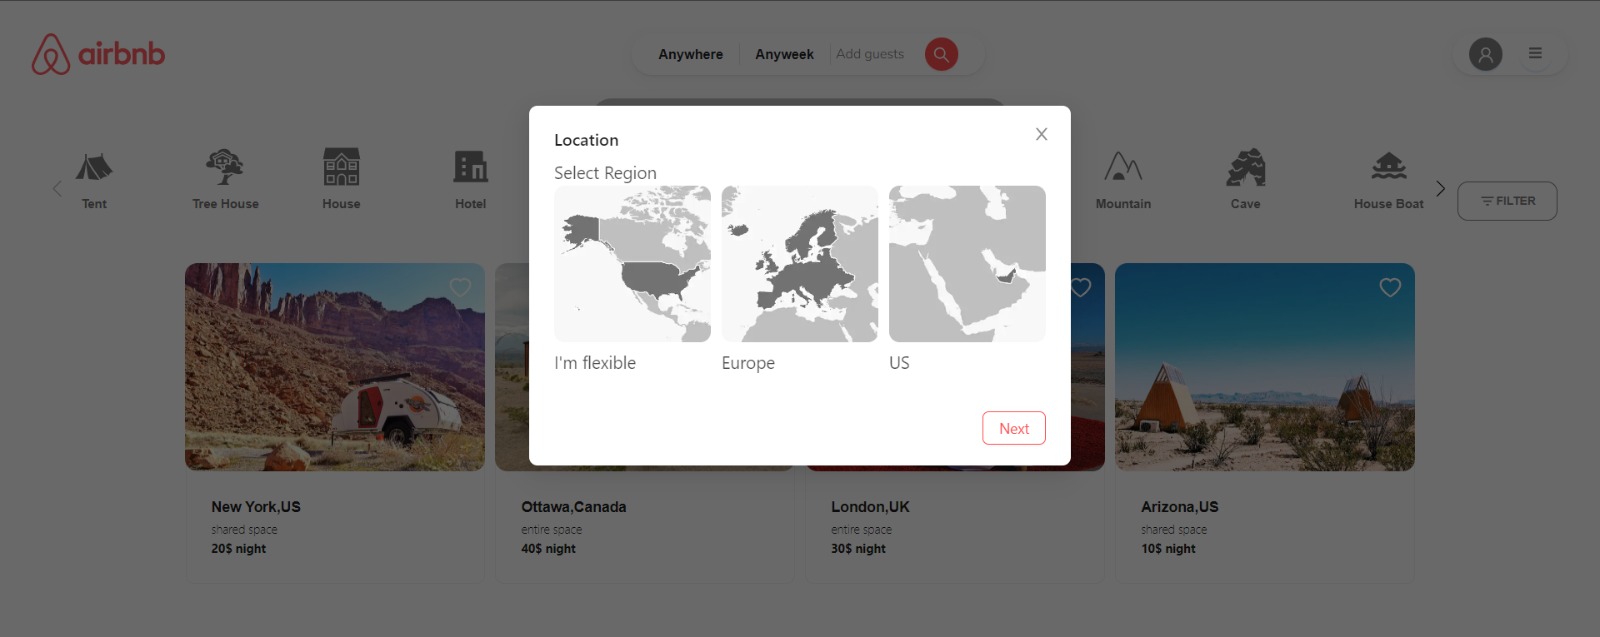 airbnb
Anywhere Anyweek Add guests
Location
Select Region
I'm flexible Europe US
Next
Tent Tree House House Hotel Mountain Cave House Boat FILTER
New York,US
shared space
20$ night
Ottawa,Canada
entire space
40$ night
London,UK
entire space
30$ night
Arizona,US
shared space
10$ night